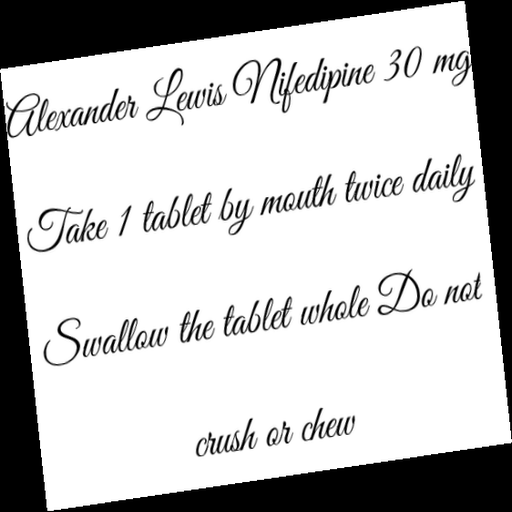 Alexander Lewis Nifedipine 30 mg
Take 1 tablet by mouth twice daily
Swallow the tablet whole Do not
crush or chew